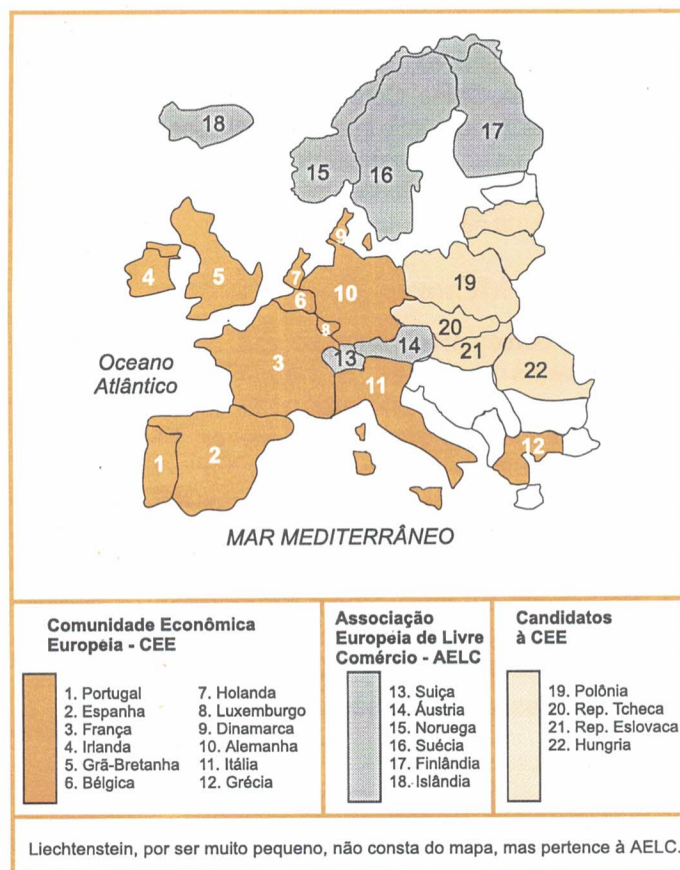 18
17
15
16
9
19
4
5
7
10
6
20
8
14
13
21
Oceano
Atlântico
3
22
11
12
1
2
MAR MEDITERRÂNEO
Comunidade Econômica
Européia - CEE
1. Portugal
2. Espanha
3. França
4. Irlanda
5. Grã-Bretanha
6. Bélgica
7. Holanda
8. Luxemburgo
9. Dinamarca
10. Alemanha
11. Itália
12. Grécia
Associação
Européia de Livre
Comércio - AELC
13. Suiça
14. Áustria
15. Noruega
16. Suécia
17. Finlândia
18. Islândia
Candidatos
à CEE
19. Polônia
20. Rep. Tcheca
21. Rep. Eslovaca
22. Hungria
Liechtenstein, por ser muito pequeno, não consta do mapa, mas pertence à AELC.